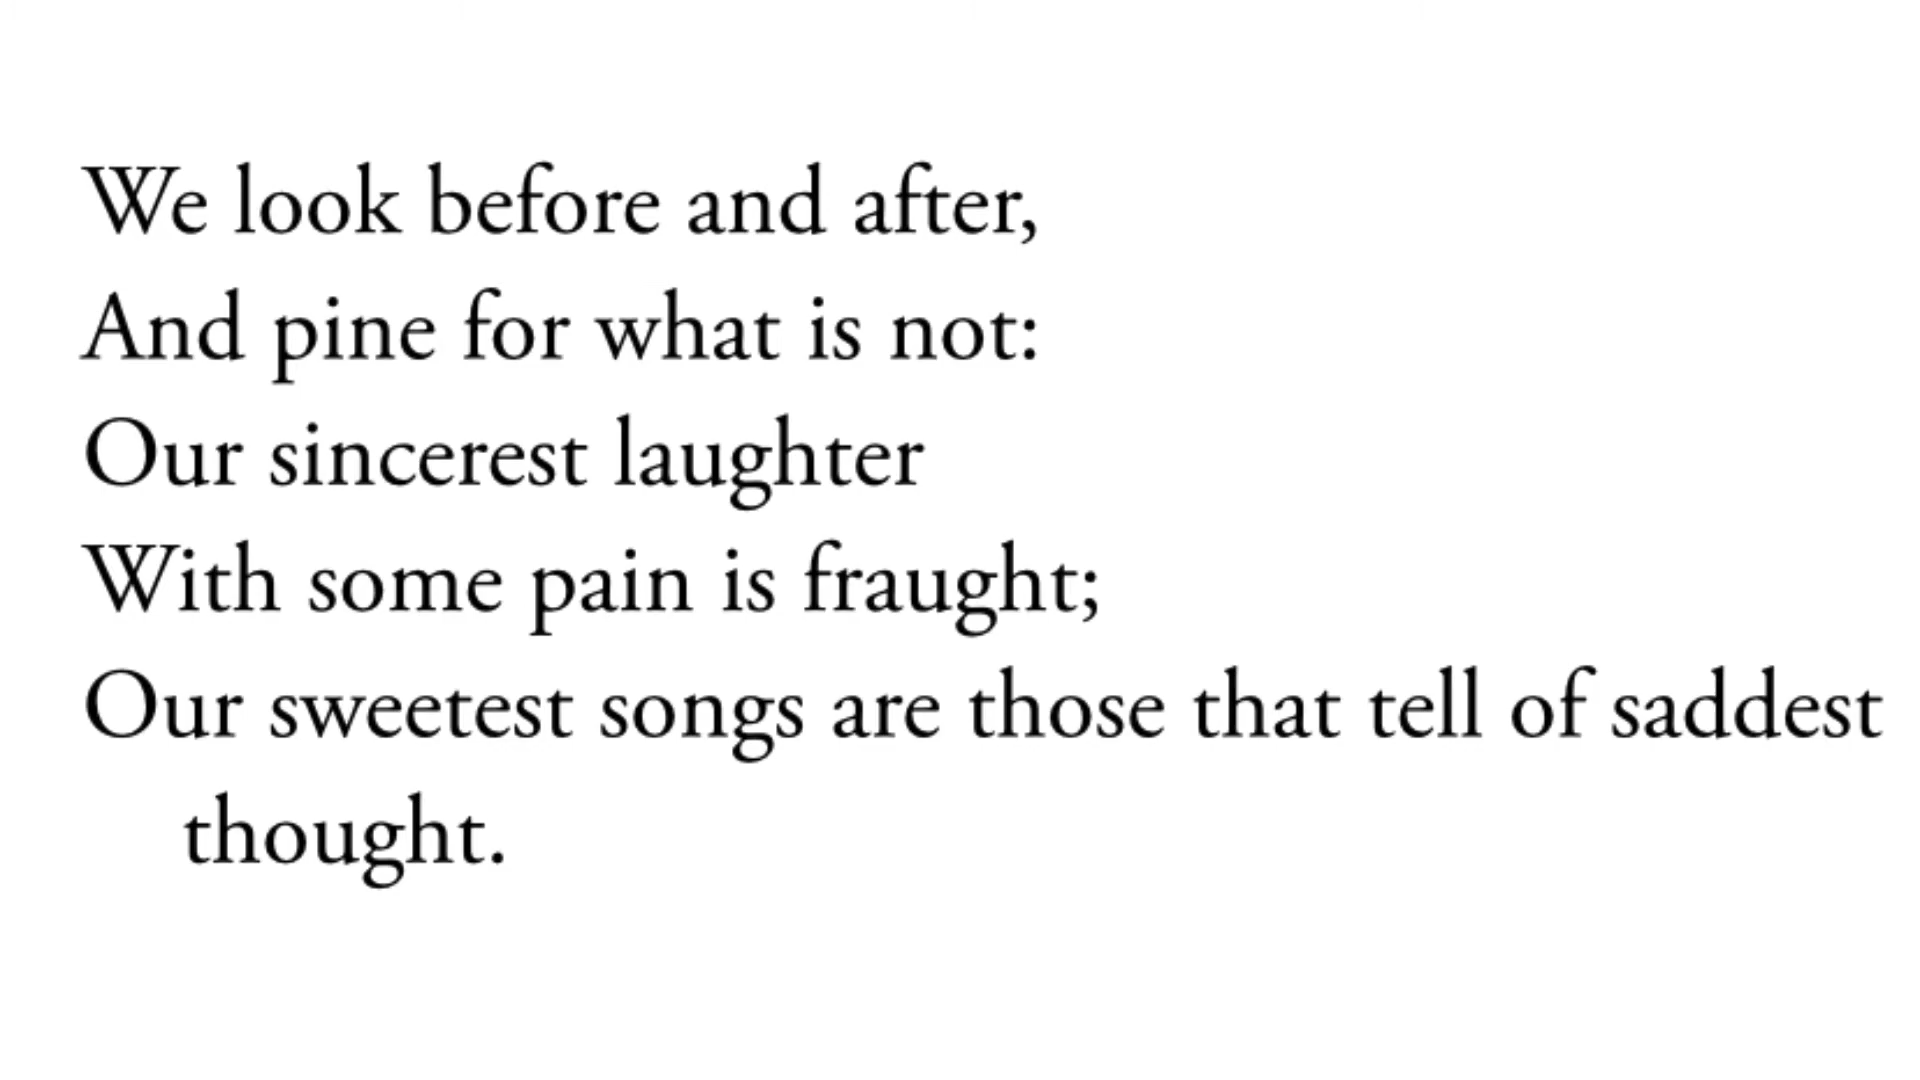 We look before and after,
And pine for what is not:
Our sincerest laughter
With some pain is fraught;
Our sweetest songs are those that tell of saddest
thought.